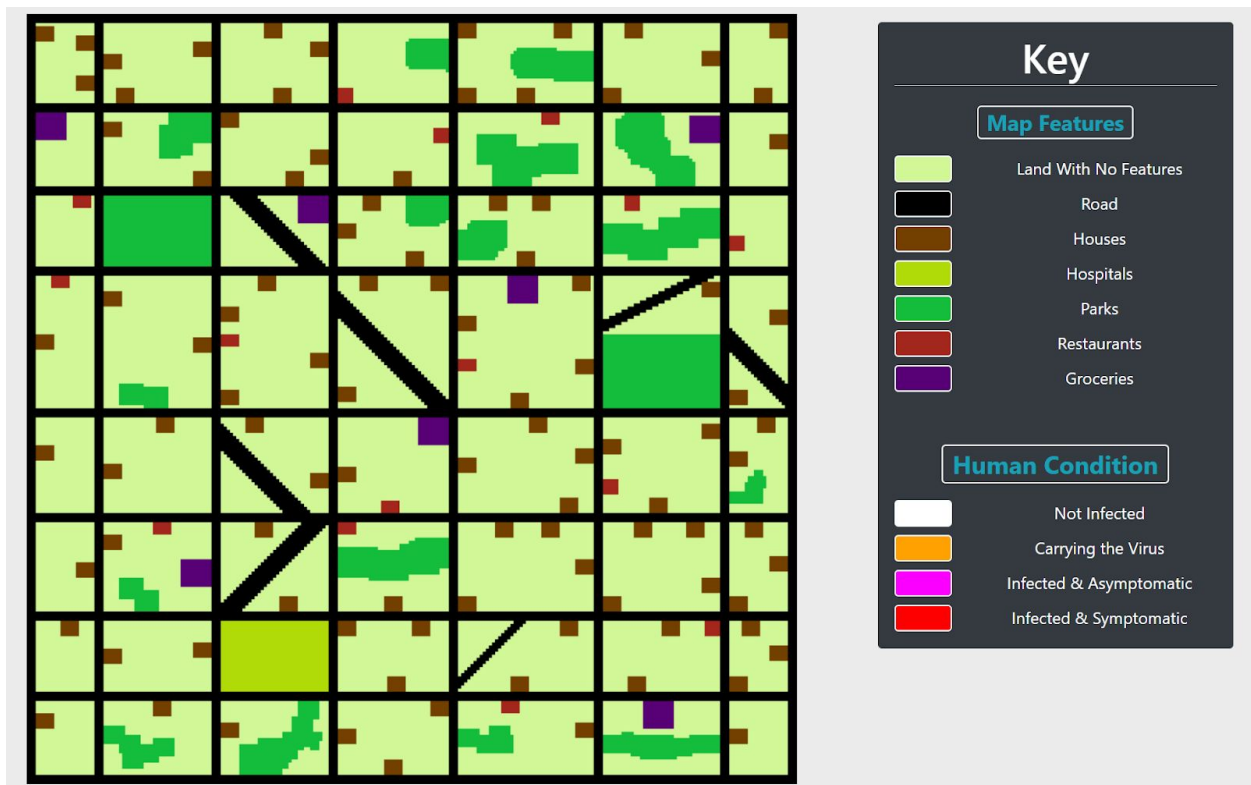 Key
Map Features
Land With No Features
Road
Houses
Hospitals
Parks
Restaurants
Groceries
Human Condition
Not Infected
Carrying the Virus
Infected & Asymptomatic
Infected & Symptomatic